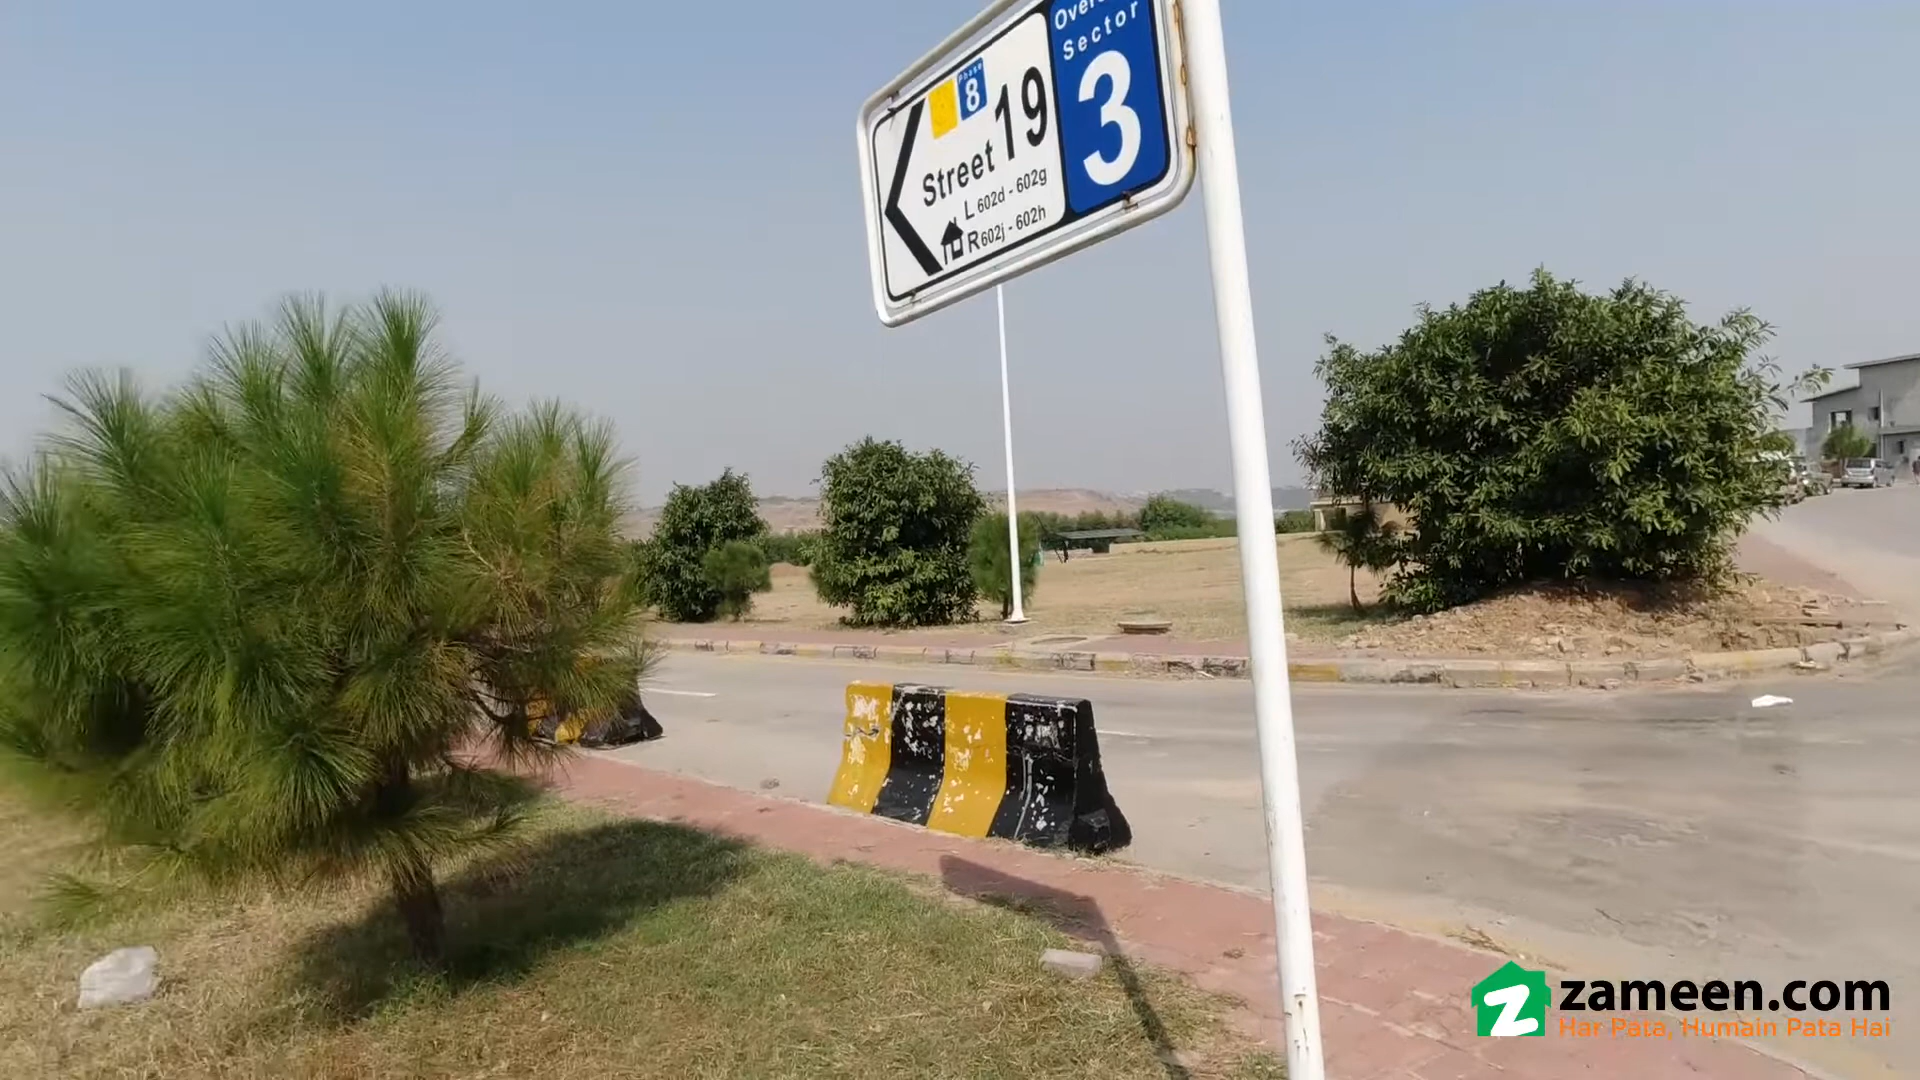 Phase
8
Street 19
L 602d - 602g
R 602j - 602h
Sector
3
zameen.com
Har Pata, Humain Pata Hai